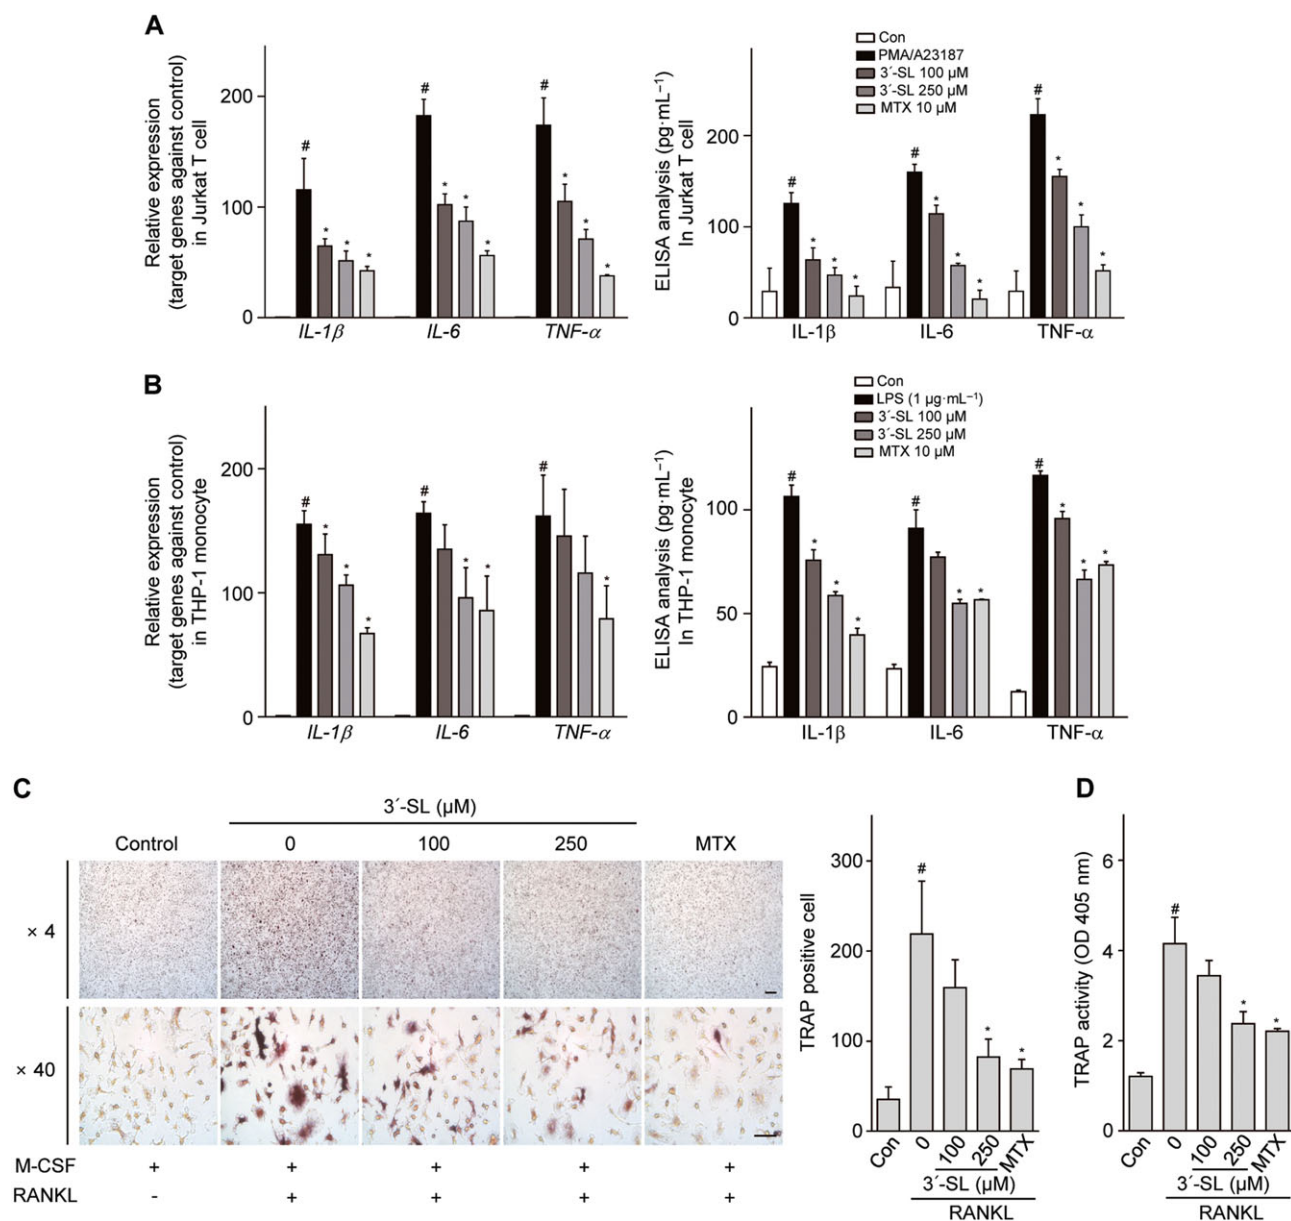 A
Relative expression
(target genes against control)
in Jurkat T cell
200
100
0
# * * *
# * * *
# * * *
IL-1β IL-6 TNF-α
ELISA analysis (pg·mL⁻¹)
In Jurkat T cell
200
100
0
Con
PMA/A23187
3´-SL 100 µM
3´-SL 250 µM
MTX 10 µM
# * * *
# * * *
# * * *
IL-1β IL-6 TNF-α
B
Relative expression
(target genes against control)
in THP-1 monocyte
200
100
0
# * * *
# * *
# *
IL-1β IL-6 TNF-α
ELISA analysis (pg·mL⁻¹)
In THP-1 monocyte
100
50
0
Con
LPS (1 µg·mL⁻¹)
3´-SL 100 µM
3´-SL 250 µM
MTX 10 µM
# * * *
# * *
# * * *
IL-1β IL-6 TNF-α
C
3´-SL (µM)
Control 0 100 250 MTX
× 4
× 40
M-CSF + + + + +
RANKL - + + + +
TRAP positive cell
300
200
100
0
# * *
Con 0 100 250 MTX
3´-SL (µM)
RANKL
D
TRAP activity (OD 405 nm)
6
4
2
0
# * *
Con 0 100 250 MTX
3´-SL (µM)
RANKL